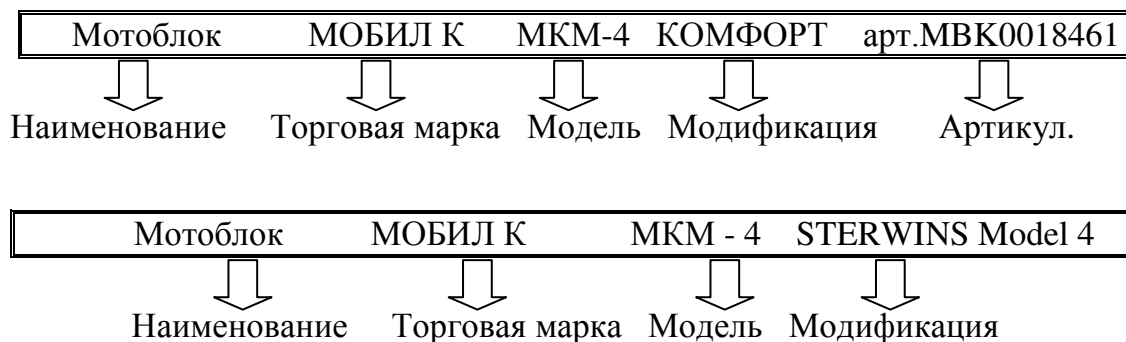 Мотоблок МОБИЛ К МКМ-4 КОМФОРТ арт.МВК0018461
Наименование Торговая марка Модель Модификация Артикул.
Мотоблок МОБИЛ К МКМ - 4 STERWINS Model 4
Наименование Торговая марка Модель Модификация